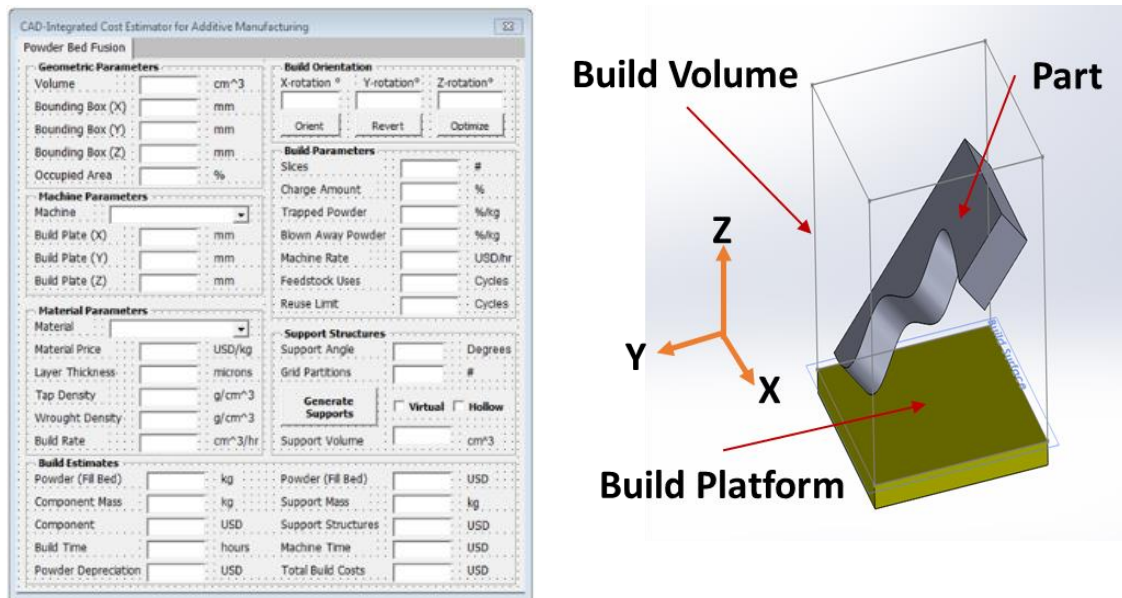 CAD-Integrated Cost Estimator for Additive Manufacturing
Powder Bed Fusion
Geometric Parameters
Volume cm^3
Bounding Box (X) mm
Bounding Box (Y) mm
Bounding Box (Z) mm
Occupied Area %
Machine Parameters
Machine
Build Plate (X) mm
Build Plate (Y) mm
Build Plate (Z) mm
Material Parameters
Material
Material Price USD/kg
Layer Thickness microns
Tap Density g/cm^3
Wrought Density g/cm^3
Build Rate cm^3/hr
Build Orientation
X-rotation ° Y-rotation° Z-rotation°
Orient Revert Optimize
Build Parameters
Slices #
Charge Amount %
Trapped Powder %/kg
Blown Away Powder %/kg
Machine Rate USD/hr
Feedstock Uses Cycles
Reuse Limit Cycles
Support Structures
Support Angle Degrees
Grid Partitions #
Generate
Supports
Virtual Hollow
Support Volume cm^3
Build Estimates
Powder (Fill Bed) kg Powder (Fill Bed) USD
Component Mass kg Support Mass kg
Component USD Support Structures USD
Build Time hours Machine Time USD
Powder Depreciation USD Total Build Costs USD
Build Volume
Part
Z
Y
X
Build Surface
Build Platform